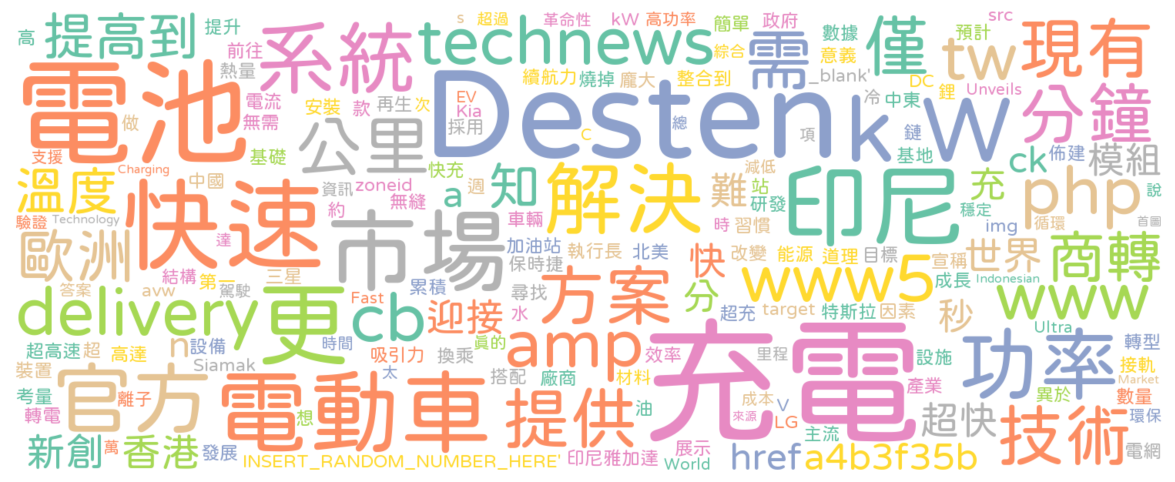 高 提高到 提升 系統 s 超過 革命性 kW 高功率 簡單 政府 數據 僅 預計 src 現有
前往 熱量 technews 需 綜合 意義 tw
電池 Desten kW 分鐘
電流 無需 安裝 款 再生 次 EV Kia 採用 續航力 燒掉 龐大 整合到 _blank' 冷 中東 DC 鋰 Unveils
做 支援 基礎 公里 快充 C 總 項 鏈 基地 佈建 模組
Charging 溫度 中國 快速 資訊 zoneid 無縫 a 週 知 解決 難 減低 站 研發 印尼 充 ck php 說
驗證 Technology 約 車輛 時 習慣 穩定 img 循環 首圖
歐洲 達 市場 加油站 保時捷 執行長 北美 改變 能源 道理 目標 宣稱 世界 商轉
結構 第一 三星 駕駛 尋找 方案 快 www5 成長 Indonesian www
答案 avw 累積 水 分 target 特斯拉 因素 秒
delivery 更 Fast cb 迎接 超充 Ultra
n 設備 Siamak 時間 吸引力 真的 換乘 amp 充電 效率 里程 設施 功率 轉型
超高速 超 高達 裝置 太 搭配 廠商 材料 產業 接軌 Market
考量 官方 離子 電動車 想 提供 油 成本 V LG 來源 超快 異於 數量 技術 環保
轉電 新創 萬 香港 發展 主流 電網
INSERT_RANDOM_NUMBER_HERE' 印尼雅加達 展示 World href a4b3f35b